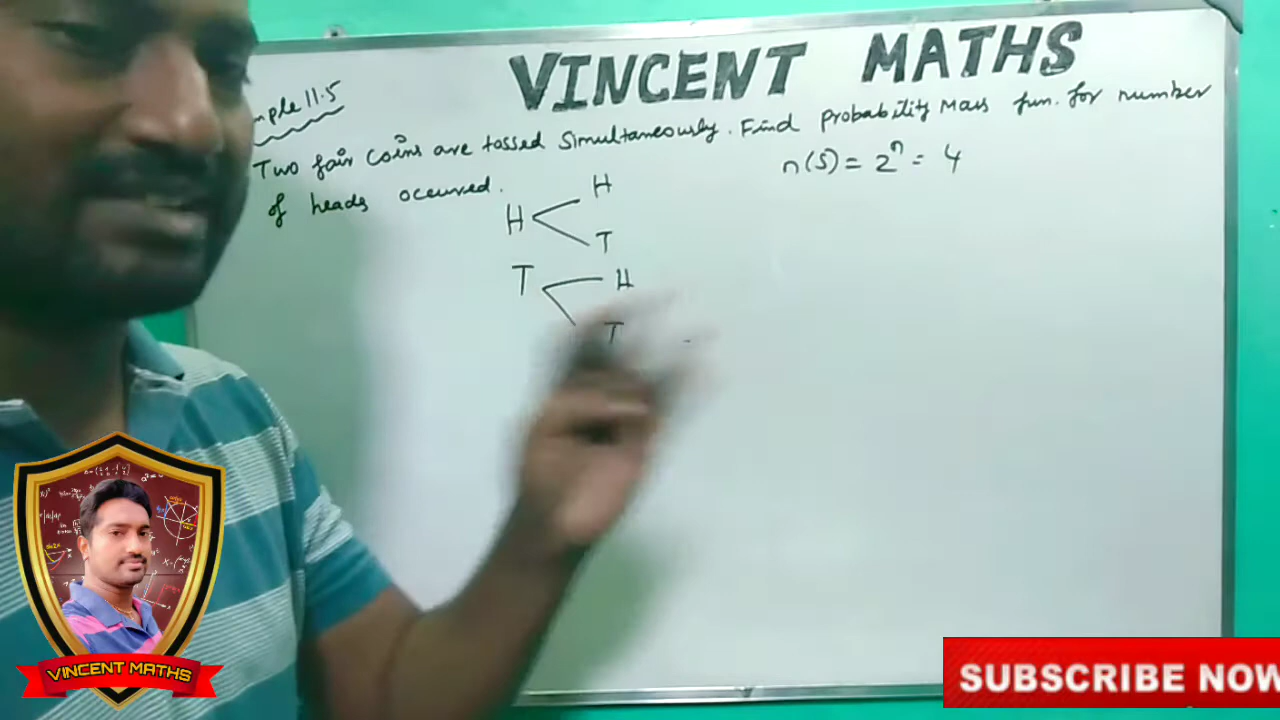 VINCENT MATHS
mple 11.5
Two fair coins are tossed simultaneously. Find probability mass fun. for number
of heads occurred.
n(S) = 2ⁿ = 4
H
H
T
T
H
T
VINCENT MATHS
SUBSCRIBE NOW